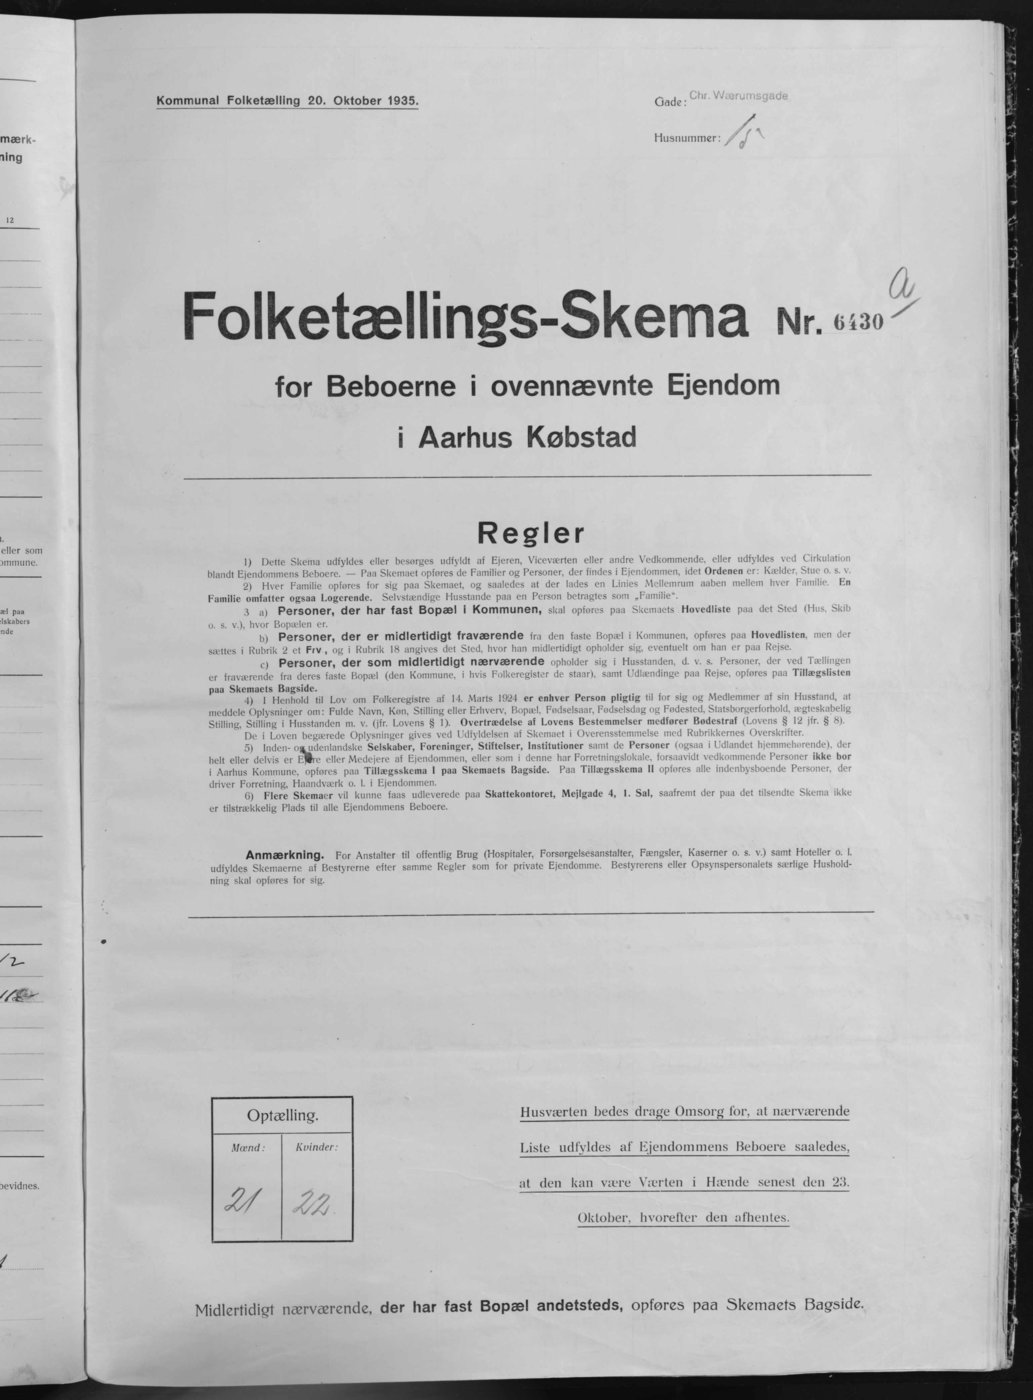 mærk-
ning
12
eller som
ommune.
æl paa
elskabers
nde
12
bevidnes.
Kommunal Folketælling 20. Oktober 1935.
Gade: Chr. Wærumsgade
Husnummer: 15
Folketællings-Skema Nr. 6430 a
for Beboerne i ovennævnte Ejendom
i Aarhus Købstad
Regler
1) Dette Skema udfyldes eller besørges udfyldt af Ejeren, Viceværten eller andre Vedkommende, eller udfyldes ved Cirkulation
blandt Ejendommens Beboere. — Paa Skemaet opføres de Familier og Personer, der findes i Ejendommen, idet Ordenen er: Kælder, Stue o. s. v.
2) Hver Familie opføres for sig paa Skemaet, og saaledes at der lades en Linies Mellemrum aaben mellem hver Familie. En
Familie omfatter ogsaa Logerende. Selvstændige Husstande paa en Person betragtes som „Familie“.
3 a) Personer, der har fast Bopæl i Kommunen, skal opføres paa Skemaets Hovedliste paa det Sted (Hus, Skib
o. s. v.), hvor Bopælen er.
b) Personer, der er midlertidigt fraværende fra den faste Bopæl i Kommunen, opføres paa Hovedlisten, men der
sættes i Rubrik 2 et Frv., og i Rubrik 18 angives det Sted, hvor han midlertidigt opholder sig, eventuelt om han er paa Rejse.
c) Personer, der som midlertidigt nærværende opholder sig i Husstanden, d. v. s. Personer, der ved Tællingen
er fraværende fra deres faste Bopæl (den Kommune, i hvis Folkeregister de staar), samt Udlændinge paa Rejse, opføres paa Tillægslisten
paa Skemaets Bagside.
4) I Henhold til Lov om Folkeregistre af 14. Marts 1924 er enhver Person pligtig til for sig og Medlemmer af sin Husstand, at
meddele Oplysninger om: Fulde Navn, Køn, Stilling eller Erhverv, Bopæl, Fødselsaar, Fødselsdag og Fødested, Statsborgerforhold, ægteskabelig
Stilling, Stilling i Husstanden m. v. (jfr. Lovens § 1). Overtrædelse af Lovens Bestemmelser medfører Bødestraf (Lovens § 12 jfr. § 8).
De i Loven begærede Oplysninger gives ved Udfyldelsen af Skemaet i Overensstemmelse med Rubrikkernes Overskrifter.
5) Inden- og udenlandske Selskaber, Foreninger, Stiftelser, Institutioner samt de Personer (ogsaa i Udlandet hjemmehørende), der
helt eller delvis er Ejere eller Medejere af Ejendommen, eller som i denne har Forretningslokale, forsaavidt vedkommende Personer ikke bor
i Aarhus Kommune, opføres paa Tillægsskema I paa Skemaets Bagside. Paa Tillægsskema II opføres alle indenbysboende Personer, der
driver Forretning, Haandværk o. l. i Ejendommen.
6) Flere Skemaer vil kunne faas udleverede paa Skattekontoret, Mejlgade 4, 1. Sal, saafremt der paa det tilsendte Skema ikke
er tilstrækkelig Plads til alle Ejendommens Beboere.
Anmærkning. For Anstalter til offentlig Brug (Hospitaler, Forsørgelsesanstalter, Fængsler, Kaserner o. s. v.) samt Hoteller o. l.
udfyldes Skemaerne af Bestyrerne efter samme Regler som for private Ejendomme. Bestyrerens eller Opsynspersonalets særlige Hushold-
ning skal opføres for sig.
Optælling.
Mænd: Kvinder:
21 22
Husværten bedes drage Omsorg for, at nærværende
Liste udfyldes af Ejendommens Beboere saaledes,
at den kan være Værten i Hænde senest den 23.
Oktober, hvorefter den afhentes.
Midlertidigt nærværende, der har fast Bopæl andetsteds, opføres paa Skemaets Bagside.